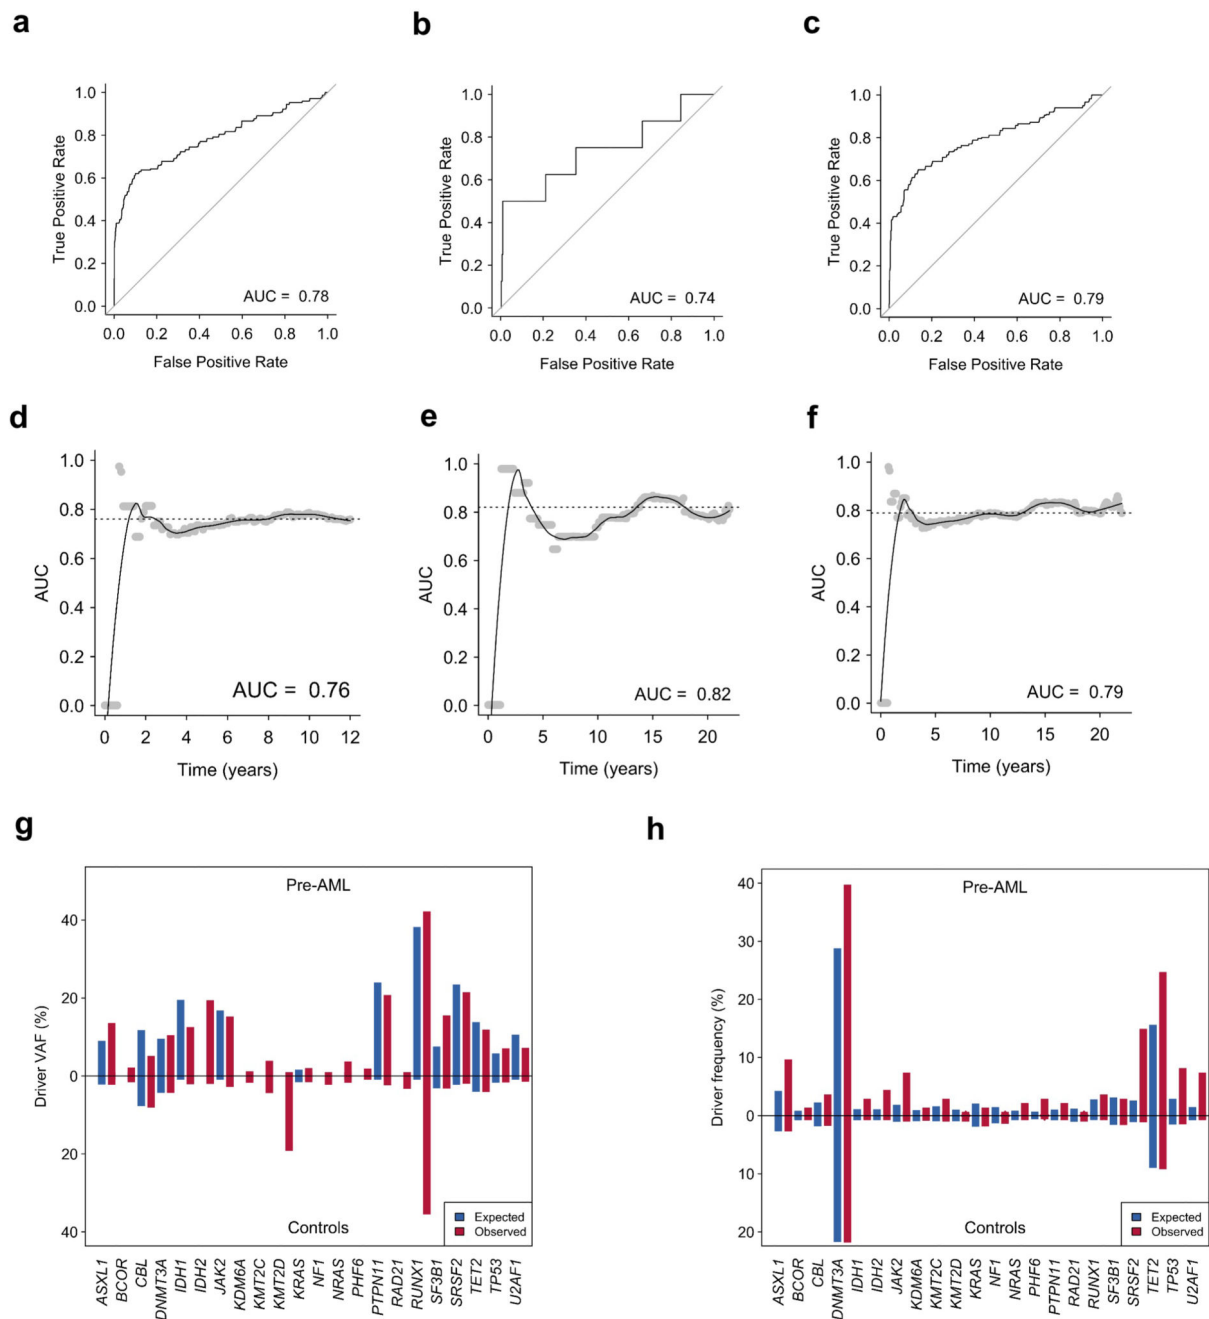 a
b
c
1.0
0.8
0.6
0.4
0.2
0.0
True Positive Rate
AUC = 0.78
0.0 0.2 0.4 0.6 0.8 1.0
False Positive Rate
1.0
0.8
0.6
0.4
0.2
0.0
True Positive Rate
AUC = 0.74
0.0 0.2 0.4 0.6 0.8 1.0
False Positive Rate
1.0
0.8
0.6
0.4
0.2
0.0
True Positive Rate
AUC = 0.79
0.0 0.2 0.4 0.6 0.8 1.0
False Positive Rate
d
e
f
1.0
0.8
0.6
0.4
0.2
0.0
AUC
AUC = 0.76
0 2 4 6 8 10 12
Time (years)
1.0
0.8
0.6
0.4
0.2
0.0
AUC
AUC = 0.82
0 5 10 15 20
Time (years)
1.0
0.8
0.6
0.4
0.2
0.0
AUC
AUC = 0.79
0 5 10 15 20
Time (years)
g
h
Pre-AML
40
20
0
20
40
Driver VAF (%)
Controls
Expected
Observed
ASXL1
BCOR
CBL
DNMT3A
IDH1
IDH2
JAK2
KDM6A
KMT2C
KMT2D
KRAS
NF1
NRAS
PHF6
PTPN11
RAD21
RUNX1
SF3B1
SRSF2
TET2
TP53
U2AF1
Pre-AML
40
30
20
10
0
10
20
Driver frequency (%)
Controls
Expected
Observed
ASXL1
BCOR
CBL
DNMT3A
IDH1
IDH2
JAK2
KDM6A
KMT2C
KMT2D
KRAS
NF1
NRAS
PHF6
PTPN11
RAD21
RUNX1
SF3B1
SRSF2
TET2
TP53
U2AF1